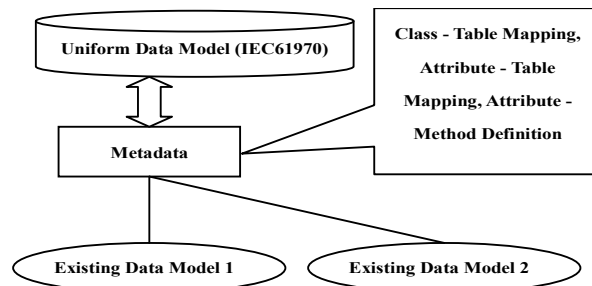 Uniform Data Model (IEC61970)
Class - Table Mapping,
Attribute - Table
Mapping, Attribute -
Method Definition
Metadata
Existing Data Model 1
Existing Data Model 2